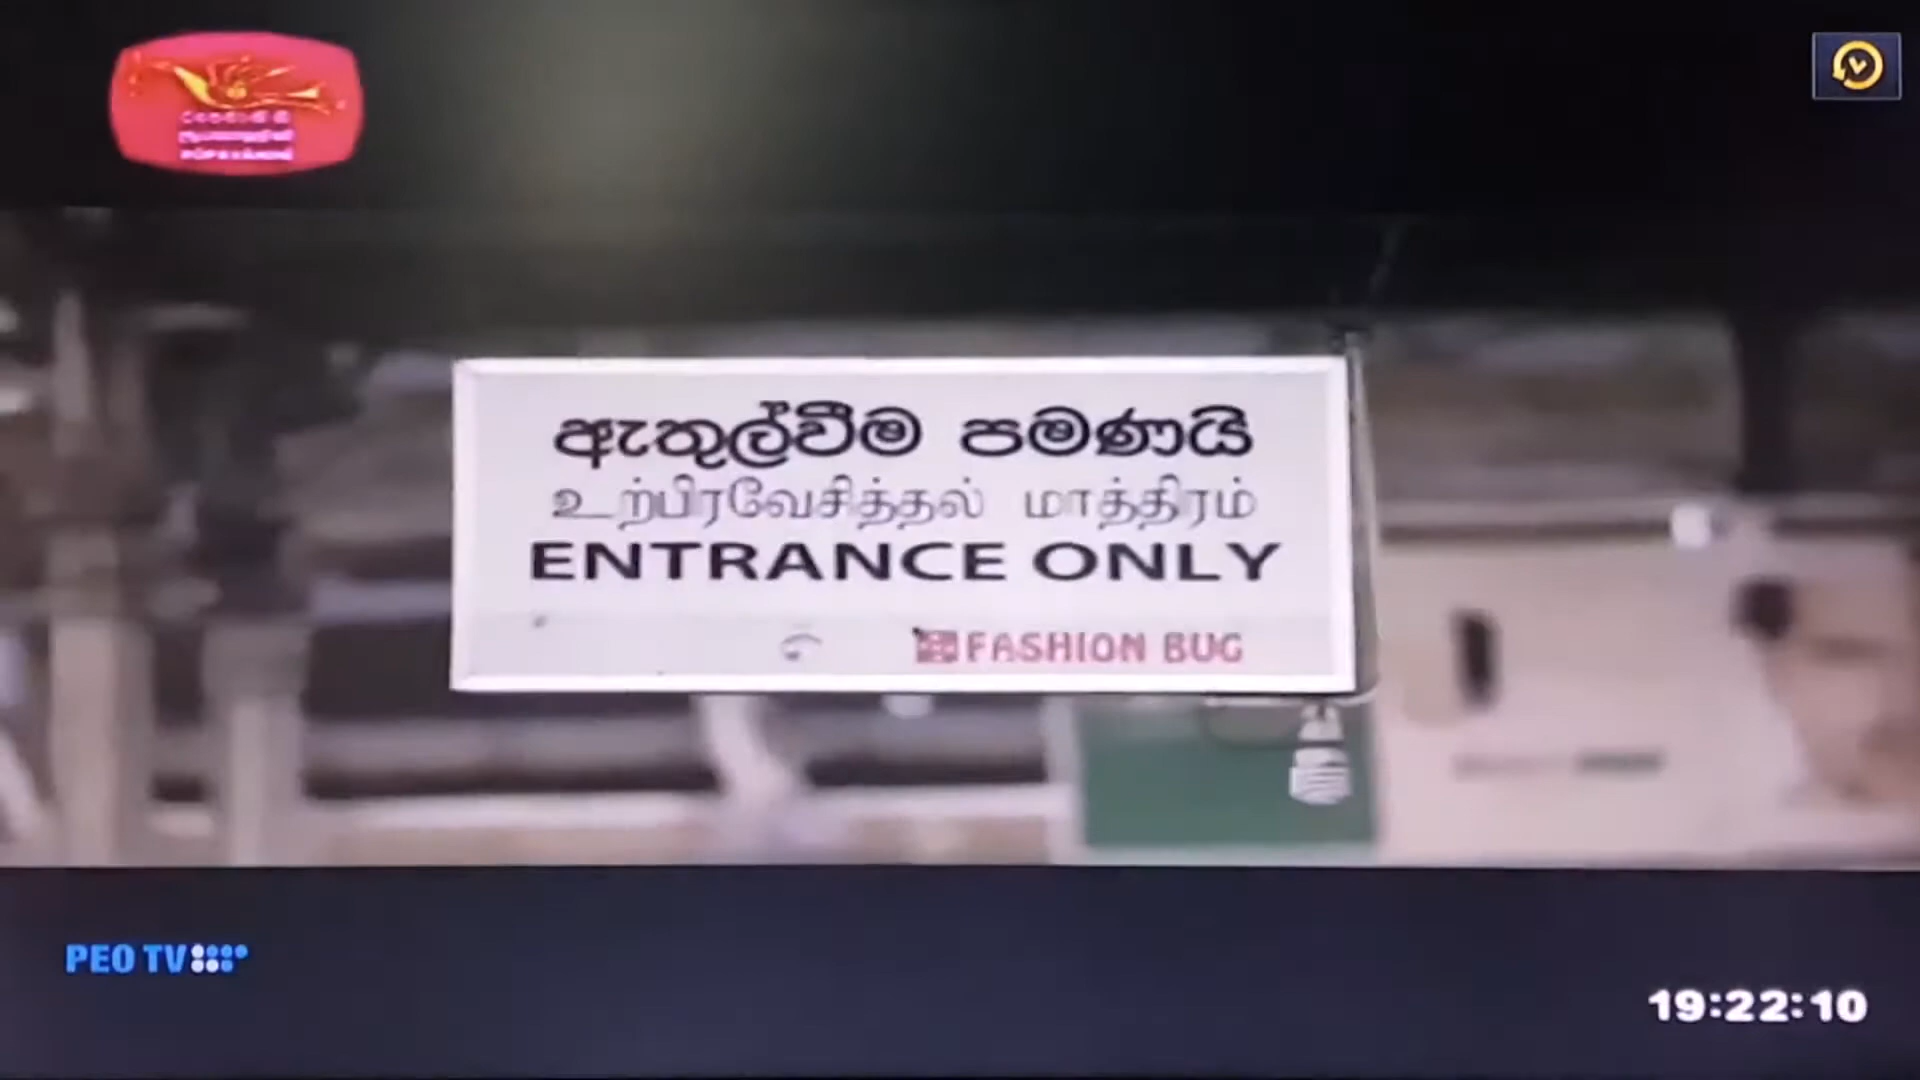 ඇතුල්වීම පමණයි
உற்பிரவேசித்தல் மாத்திரம்
ENTRANCE ONLY
FASHION BUG
PEO TV
19:22:10